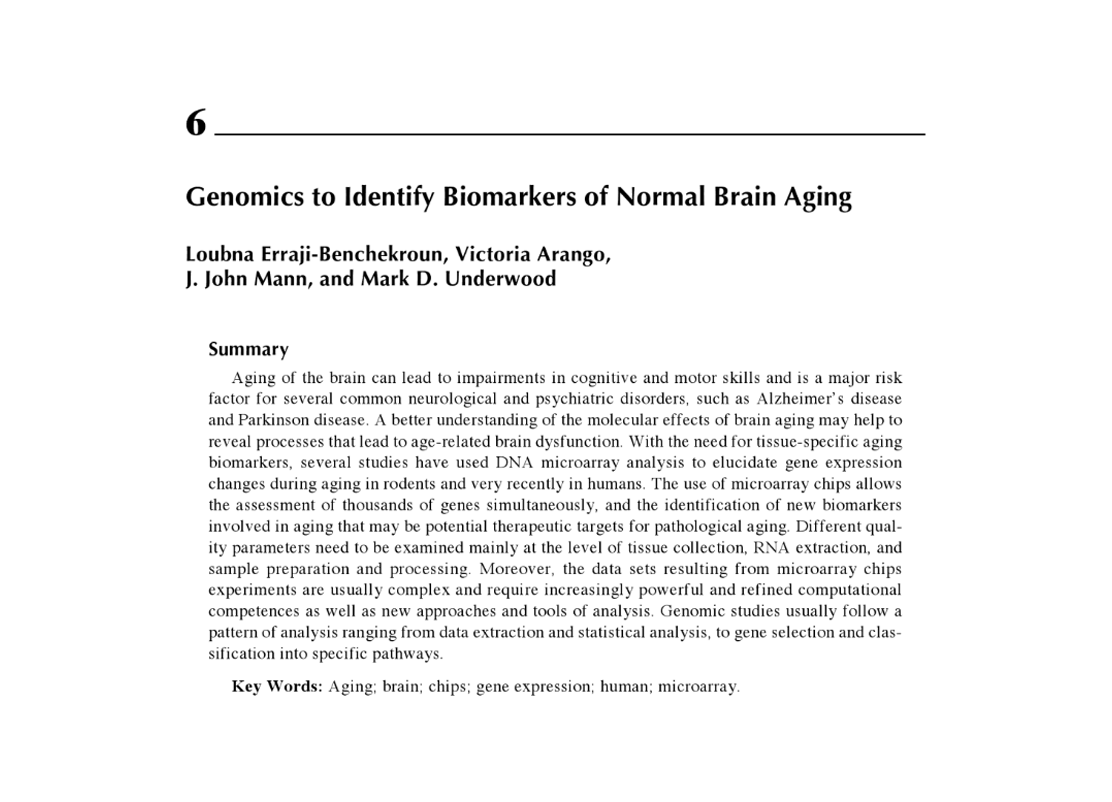 6
Genomics to Identify Biomarkers of Normal Brain Aging
Loubna Erraji-Benchekroun, Victoria Arango,
J. John Mann, and Mark D. Underwood
Summary
Aging of the brain can lead to impairments in cognitive and motor skills and is a major risk
factor for several common neurological and psychiatric disorders, such as Alzheimer's disease
and Parkinson disease. A better understanding of the molecular effects of brain aging may help to
reveal processes that lead to age-related brain dysfunction. With the need for tissue-specific aging
biomarkers, several studies have used DNA microarray analysis to elucidate gene expression
changes during aging in rodents and very recently in humans. The use of microarray chips allows
the assessment of thousands of genes simultaneously, and the identification of new biomarkers
involved in aging that may be potential therapeutic targets for pathological aging. Different qual-
ity parameters need to be examined mainly at the level of tissue collection, RNA extraction, and
sample preparation and processing. Moreover, the data sets resulting from microarray chips
experiments are usually complex and require increasingly powerful and refined computational
competences as well as new approaches and tools of analysis. Genomic studies usually follow a
pattern of analysis ranging from data extraction and statistical analysis, to gene selection and clas-
sification into specific pathways.
Key Words: Aging; brain; chips; gene expression; human; microarray.